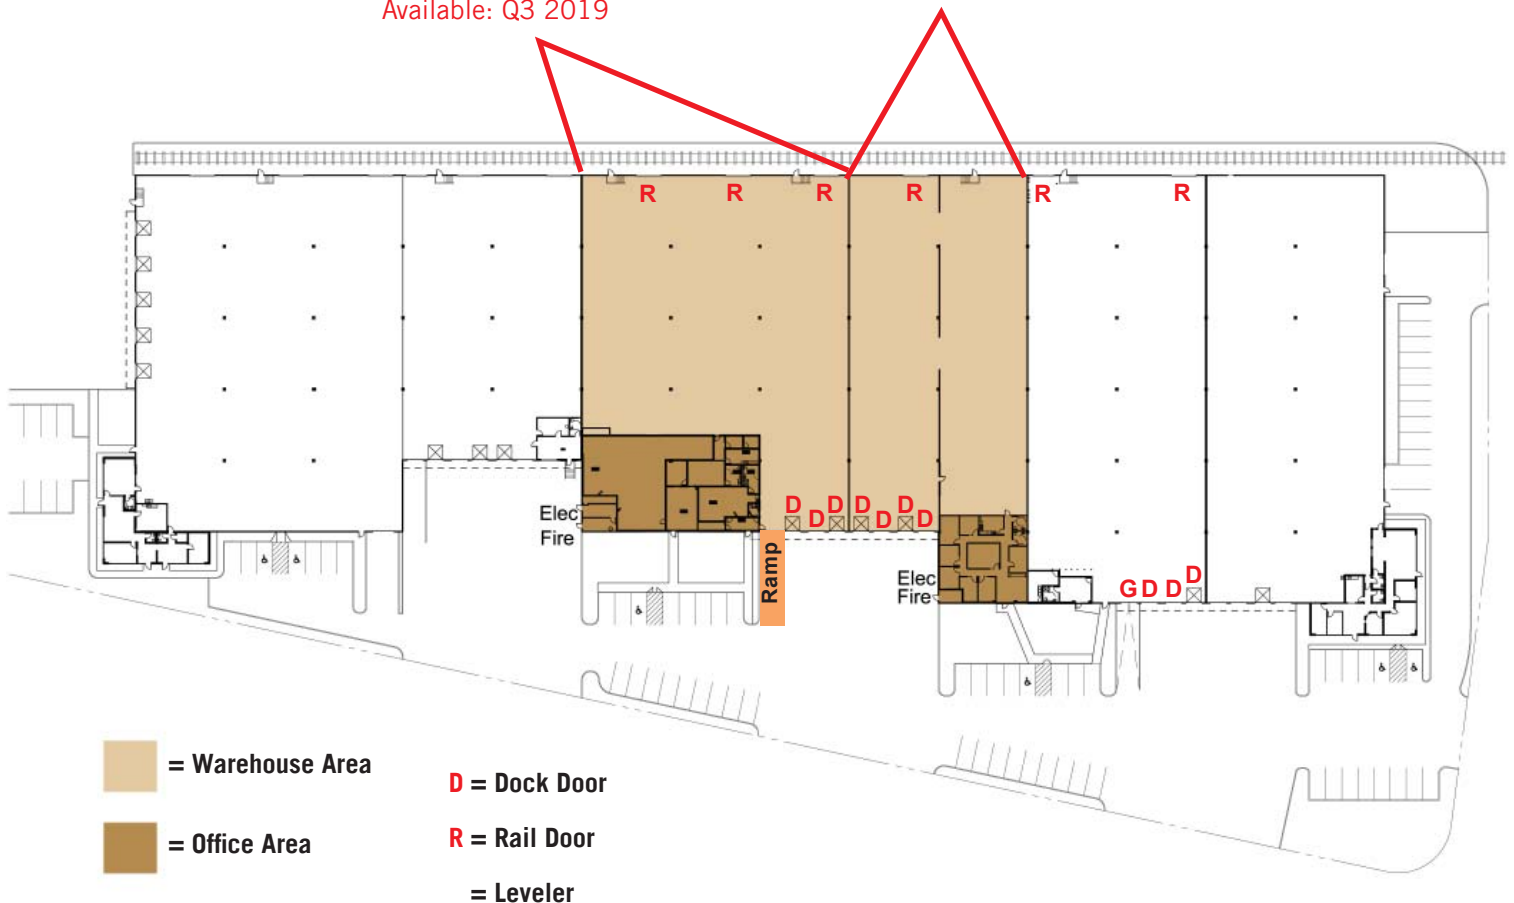 Available: Q3 2019
R R R R R R
D D D D D D D
Elec
Fire
Ramp
Elec
Fire
G D D D
= Warehouse Area
= Office Area
D = Dock Door
R = Rail Door
= Leveler